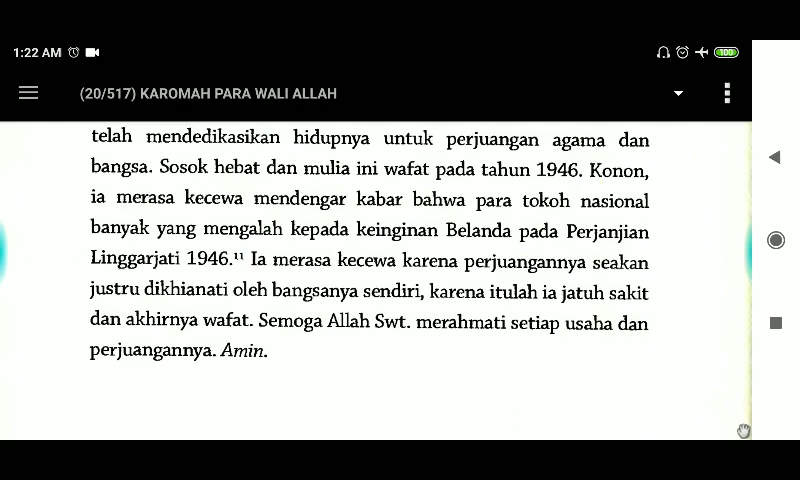 1:22 AM
100
(20/517) KAROMAH PARA WALI ALLAH
telah mendedikasikan hidupnya untuk perjuangan agama dan
bangsa. Sosok hebat dan mulia ini wafat pada tahun 1946. Konon,
ia merasa kecewa mendengar kabar bahwa para tokoh nasional
banyak yang mengalah kepada keinginan Belanda pada Perjanjian
Linggarjati 1946.¹¹ Ia merasa kecewa karena perjuangannya seakan
justru dikhianati oleh bangsanya sendiri, karena itulah ia jatuh sakit
dan akhirnya wafat. Semoga Allah Swt. merahmati setiap usaha dan
perjuangannya. Amin.